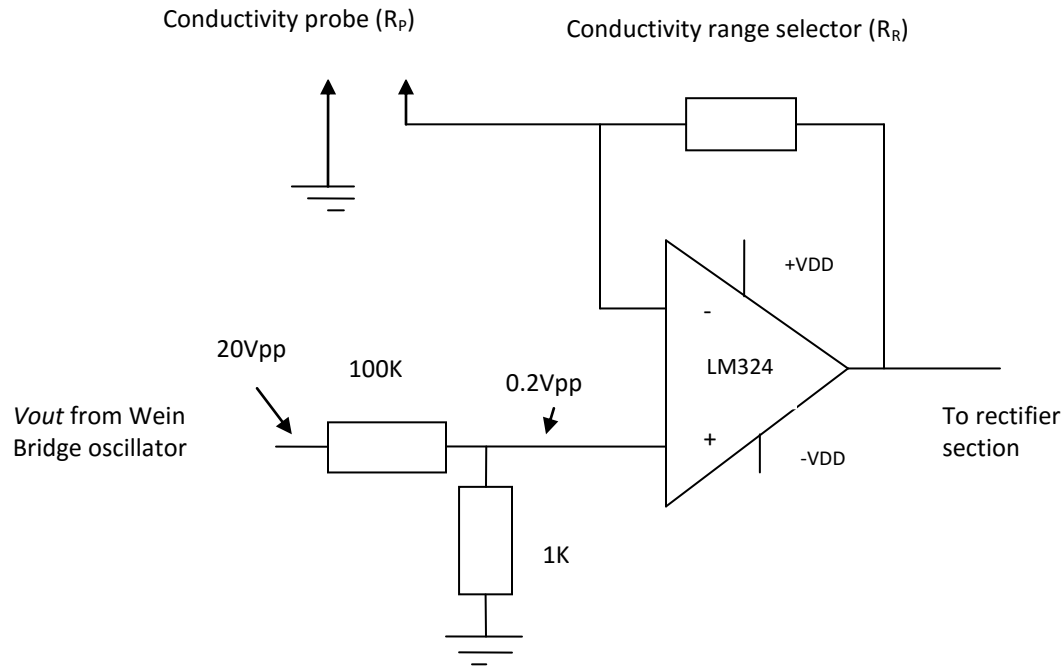 Conductivity probe (RP)
Conductivity range selector (RR)
+VDD
-
LM324
20Vpp
100K
0.2Vpp
Vout from Wein
Bridge oscillator
+
-VDD
To rectifier
section
1K